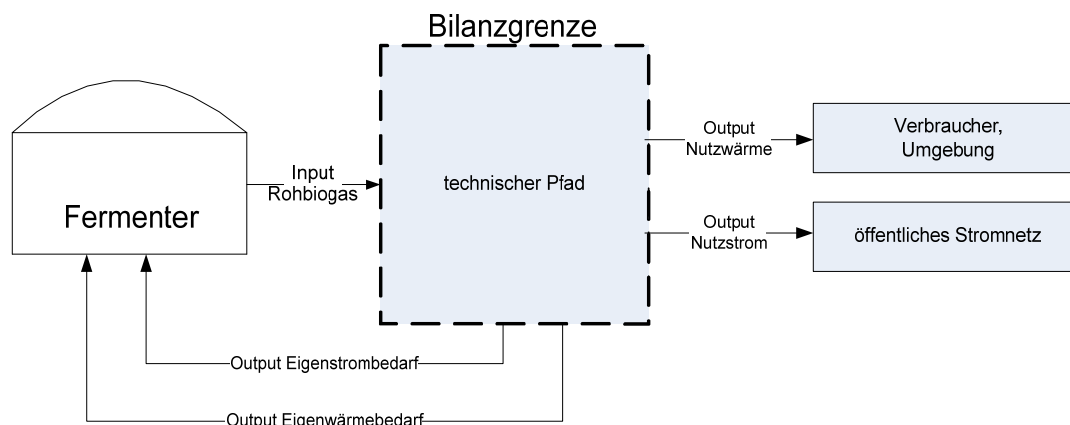 Bilanzgrenze
Fermenter
Input
Rohbiogas
technischer Pfad
Output
Nutzwärme
Verbraucher,
Umgebung
Output
Nutzstrom
öffentliches Stromnetz
Output Eigenstrombedarf
Output Eigenwärmebedarf